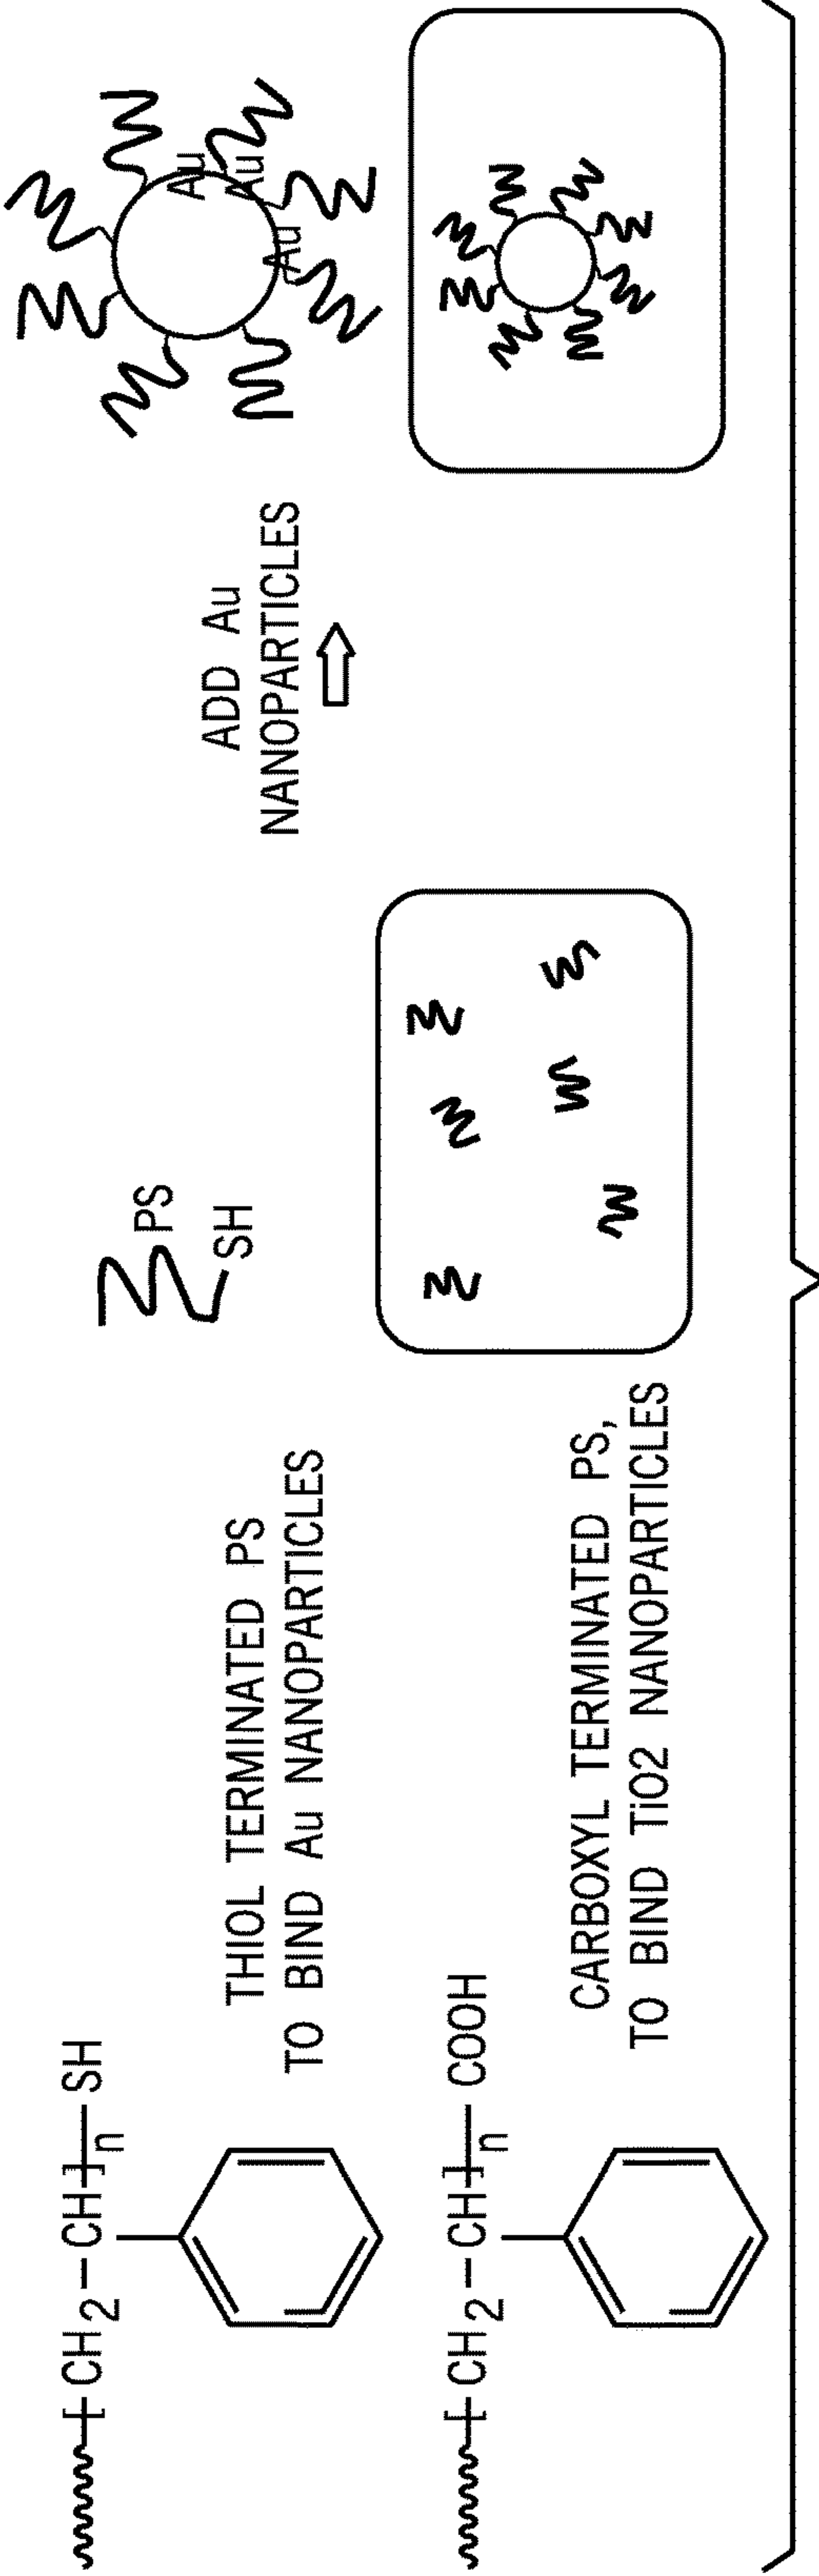 [CH2-CH]n SH
THIOL TERMINATED PS
TO BIND Au NANOPARTICLES
[CH2-CH]n COOH
CARBOXYL TERMINATED PS,
TO BIND TiO2 NANOPARTICLES
PS
SH
ADD Au
NANOPARTICLES
Au
Au
Au